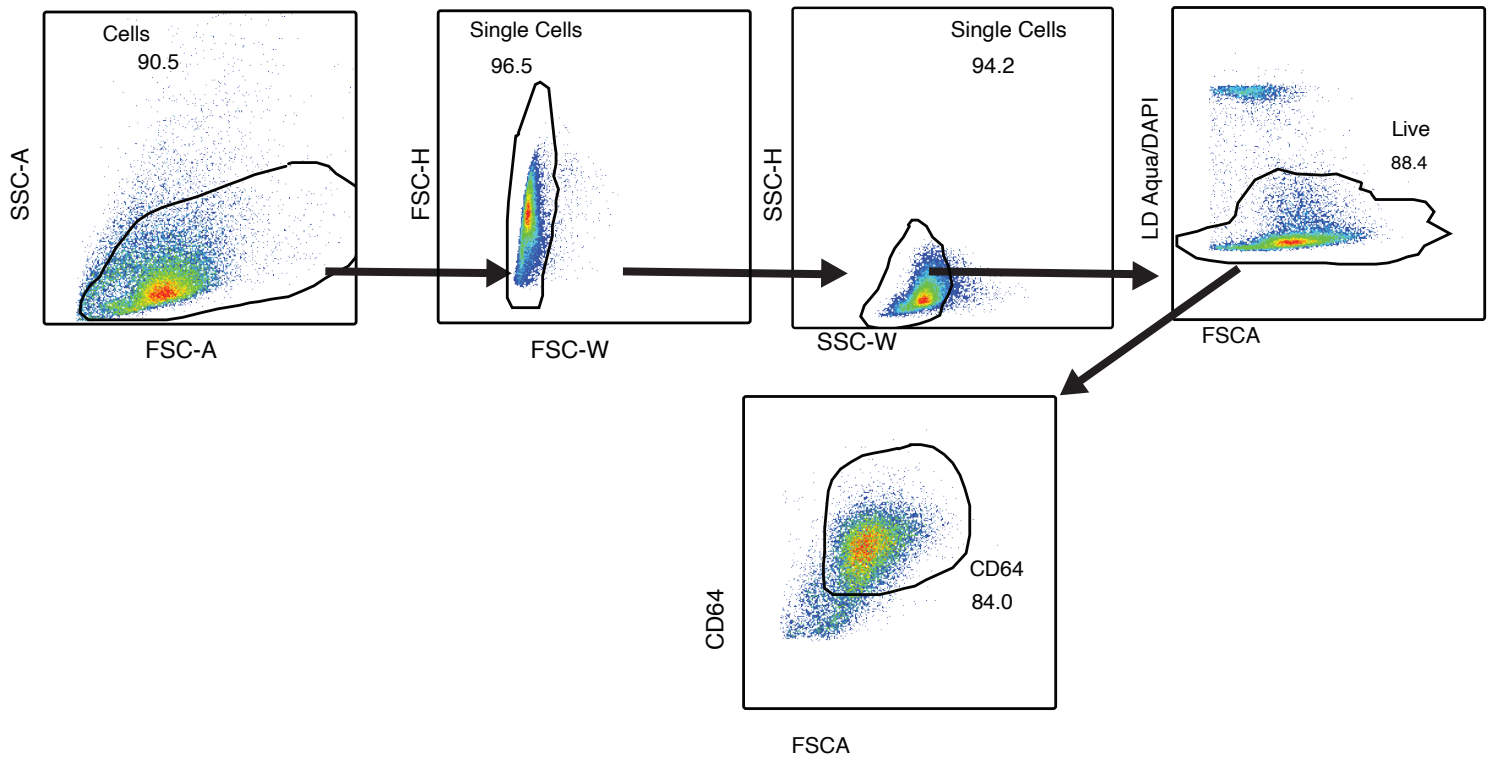 Cells
90.5
SSC-A
FSC-A
Single Cells
96.5
FSC-H
FSC-W
Single Cells
94.2
SSC-H
SSC-W
Live
88.4
LD Aqua/DAPI
FSCA
CD64
84.0
CD64
FSCA